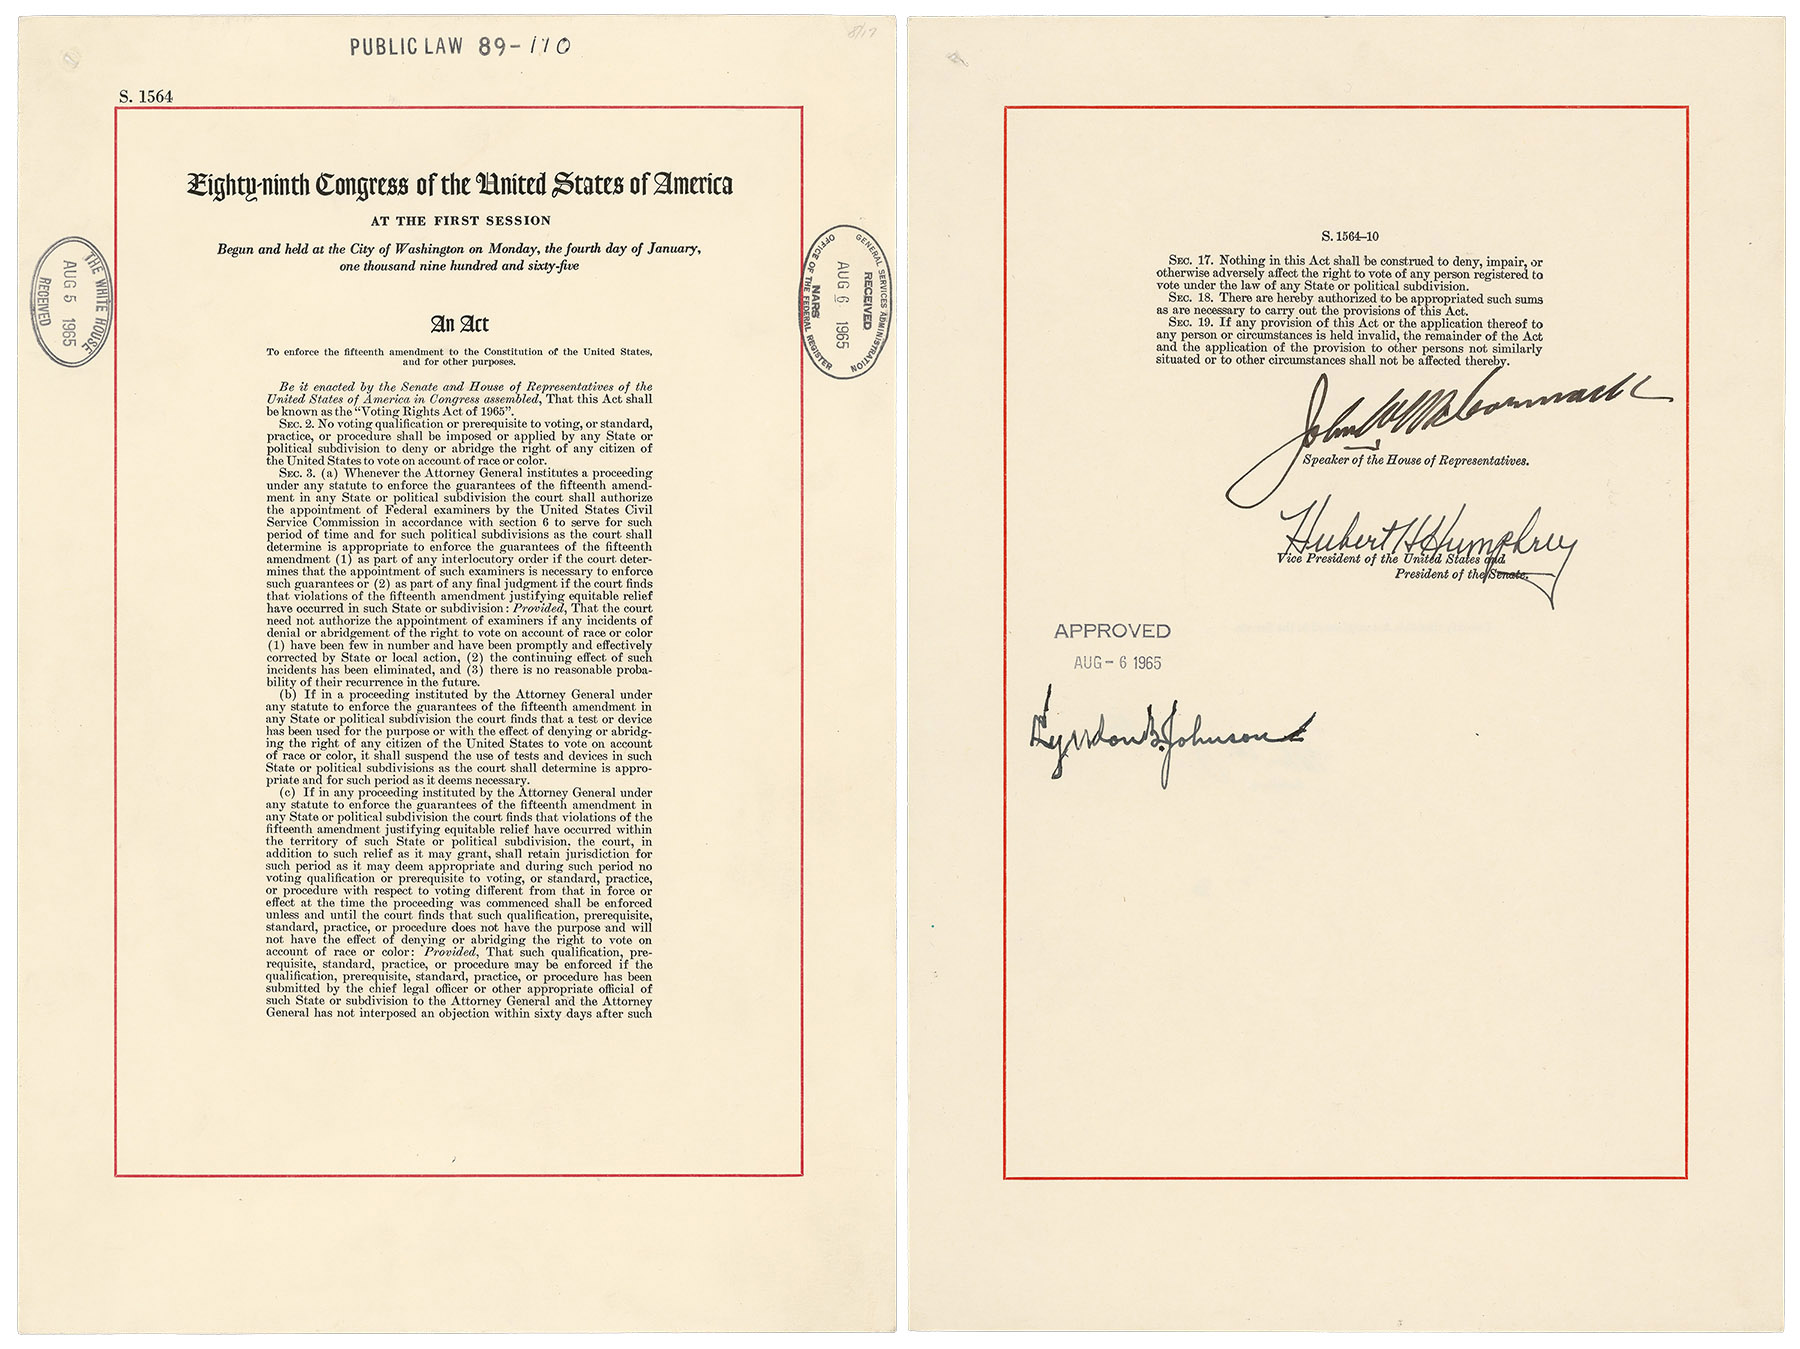 PUBLIC LAW 89-110
8/17
S. 1564
Eighty-ninth Congress of the United States of America
AT THE FIRST SESSION
Begun and held at the City of Washington on Monday, the fourth day of January,
one thousand nine hundred and sixty-five
THE WHITE HOUSE
AUG 5 1965
RECEIVED
GENERAL SERVICES ADMINISTRATION
RECEIVED
AUG 6 1965
NARS
OFFICE OF THE FEDERAL REGISTER
An Act
To enforce the fifteenth amendment to the Constitution of the United States,
and for other purposes.
Be it enacted by the Senate and House of Representatives of the
United States of America in Congress assembled, That this Act shall
be known as the “Voting Rights Act of 1965”.
SEC. 2. No voting qualification or prerequisite to voting, or standard,
practice, or procedure shall be imposed or applied by any State or
political subdivision to deny or abridge the right of any citizen of
the United States to vote on account of race or color.
SEC. 3. (a) Whenever the Attorney General institutes a proceeding
under any statute to enforce the guarantees of the fifteenth amend-
ment in any State or political subdivision the court shall authorize
the appointment of Federal examiners by the United States Civil
Service Commission in accordance with section 6 to serve for such
period of time and for such political subdivisions as the court shall
determine is appropriate to enforce the guarantees of the fifteenth
amendment (1) as part of any interlocutory order if the court deter-
mines that the appointment of such examiners is necessary to enforce
such guarantees or (2) as part of any final judgment if the court finds
that violations of the fifteenth amendment justifying equitable relief
have occurred in such State or subdivision: Provided, That the court
need not authorize the appointment of examiners if any incidents of
denial or abridgement of the right to vote on account of race or color
(1) have been few in number and have been promptly and effectively
corrected by State or local action, (2) the continuing effect of such
incidents has been eliminated, and (3) there is no reasonable proba-
bility of their recurrence in the future.
(b) If in a proceeding instituted by the Attorney General under
any statute to enforce the guarantees of the fifteenth amendment in
any State or political subdivision the court finds that a test or device
has been used for the purpose or with the effect of denying or abridg-
ing the right of any citizen of the United States to vote on account
of race or color, it shall suspend the use of tests and devices in such
State or political subdivisions as the court shall determine is appro-
priate and for such period as it deems necessary.
(c) If in any proceeding instituted by the Attorney General under
any statute to enforce the guarantees of the fifteenth amendment in
any State or political subdivision the court finds that violations of the
fifteenth amendment justifying equitable relief have occurred within
the territory of such State or political subdivision, the court, in
addition to such relief as it may grant, shall retain jurisdiction for
such period as it may deem appropriate and during such period no
voting qualification or prerequisite to voting, or standard, practice,
or procedure with respect to voting different from that in force or
effect at the time the proceeding was commenced shall be enforced
unless and until the court finds that such qualification, prerequisite,
standard, practice, or procedure does not have the purpose and will
not have the effect of denying or abridging the right to vote on
account of race or color: Provided, That such qualification, pre-
requisite, standard, practice, or procedure may be enforced if the
qualification, prerequisite, standard, practice, or procedure has been
submitted by the chief legal officer or other appropriate official of
such State or subdivision to the Attorney General and the Attorney
General has not interposed an objection within sixty days after such
S. 1564–10
SEC. 17. Nothing in this Act shall be construed to deny, impair, or
otherwise adversely affect the right to vote of any person registered to
vote under the law of any State or political subdivision.
SEC. 18. There are hereby authorized to be appropriated such sums
as are necessary to carry out the provisions of this Act.
SEC. 19. If any provision of this Act or the application thereof to
any person or circumstances is held invalid, the remainder of the Act
and the application of the provision to other persons not similarly
situated or to other circumstances shall not be affected thereby.
John W McCormack
Speaker of the House of Representatives.
Hubert H Humphrey
Vice President of the United States and
President of the Senate.
APPROVED
AUG – 6 1965
Lyndon B. Johnson